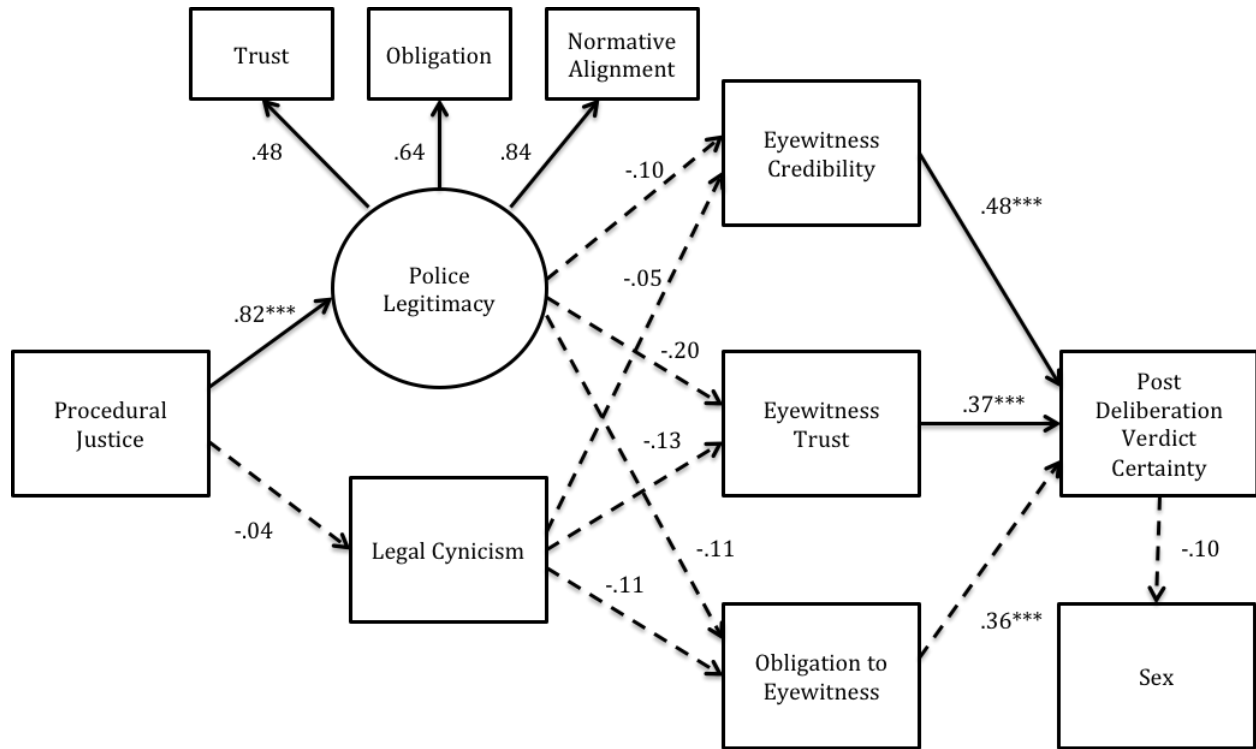 Trust
Obligation
Normative
Alignment
.48
.64
.84
Eyewitness
Credibility
-.10
.48***
Police
Legitimacy
-.05
.82***
-.20
Procedural
Justice
Eyewitness
Trust
.37***
Post
Deliberation
Verdict
Certainty
-.13
-.04
Legal Cynicism
-.11
-.11
-.10
.36***
Obligation to
Eyewitness
Sex